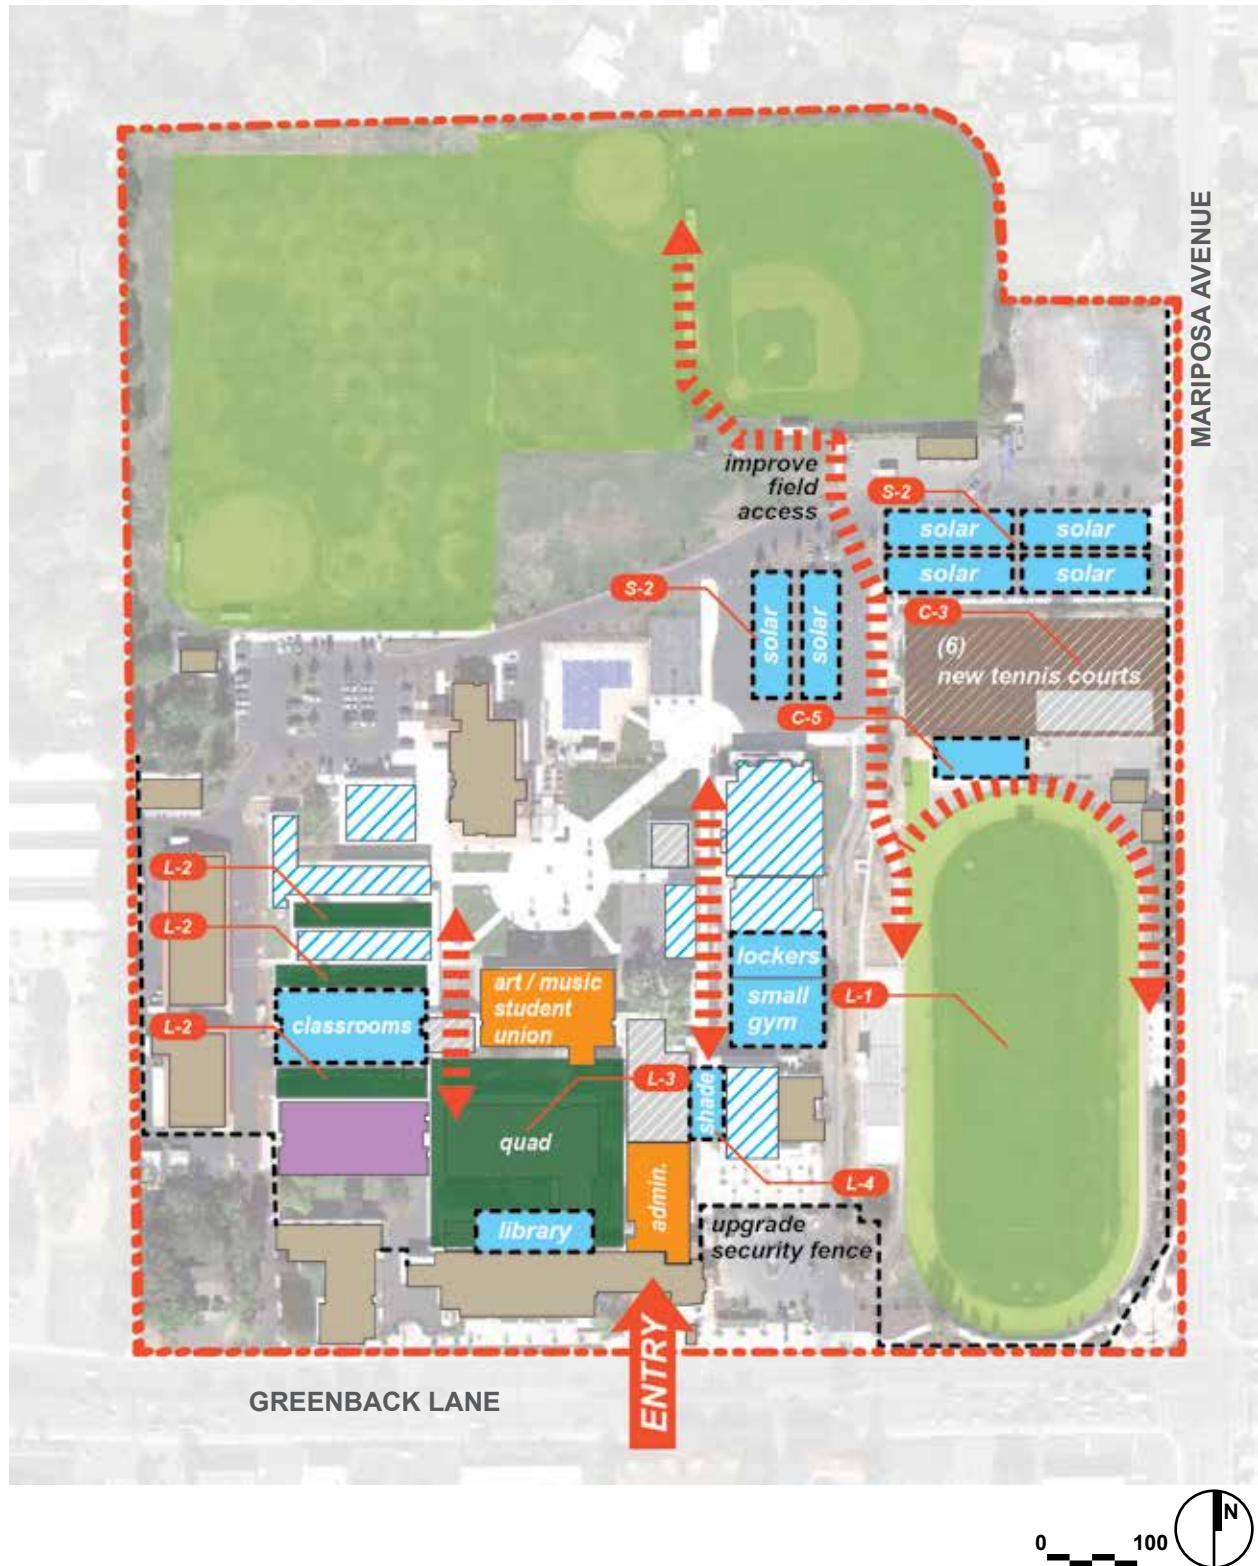 MARIPOSA AVENUE
improve
field
access
S-2
solar
solar
solar
solar
S-2
solar
solar
C-3
(6)
new tennis courts
C-5
L-2
L-2
L-2
classrooms
art / music
student
union
lockers
small
gym
L-1
L-3
shade
quad
L-4
admin.
library
upgrade
security fence
ENTRY
GREENBACK LANE
0
100
N